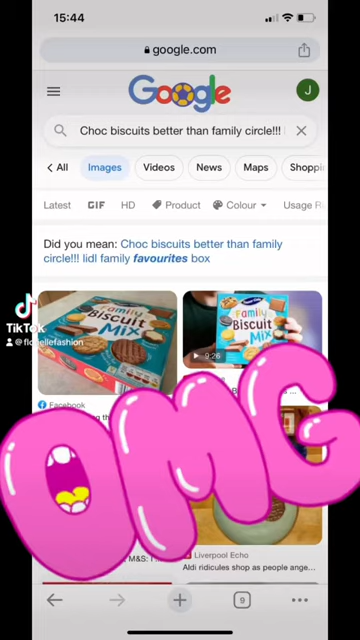 15:44
google.com
Google
J
Choc biscuits better than family circle!!!
All
Images
Videos
News
Maps
Latest
GIF
HD
Product
Colour
Did you mean: Choc biscuits better than family
circle!!! lidl family favourites box
Family
Biscuit
Mix
Family
Biscuit
Mix
9:26
TikTok
Facebook
OMG
Liverpool Echo
Aldi ridicules shop as people ange...
9